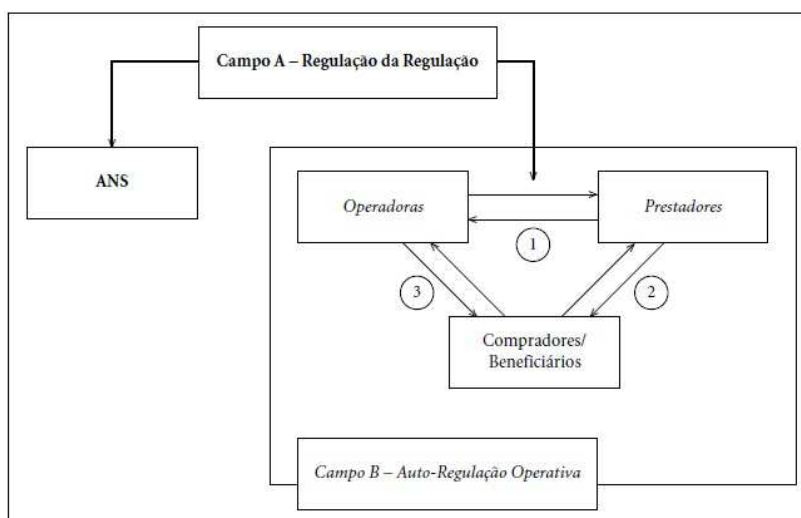 Campo A – Regulação da Regulação
ANS
Operadoras
Prestadores
1
3
2
Compradores/
Beneficiários
Campo B – Auto-Regulação Operativa